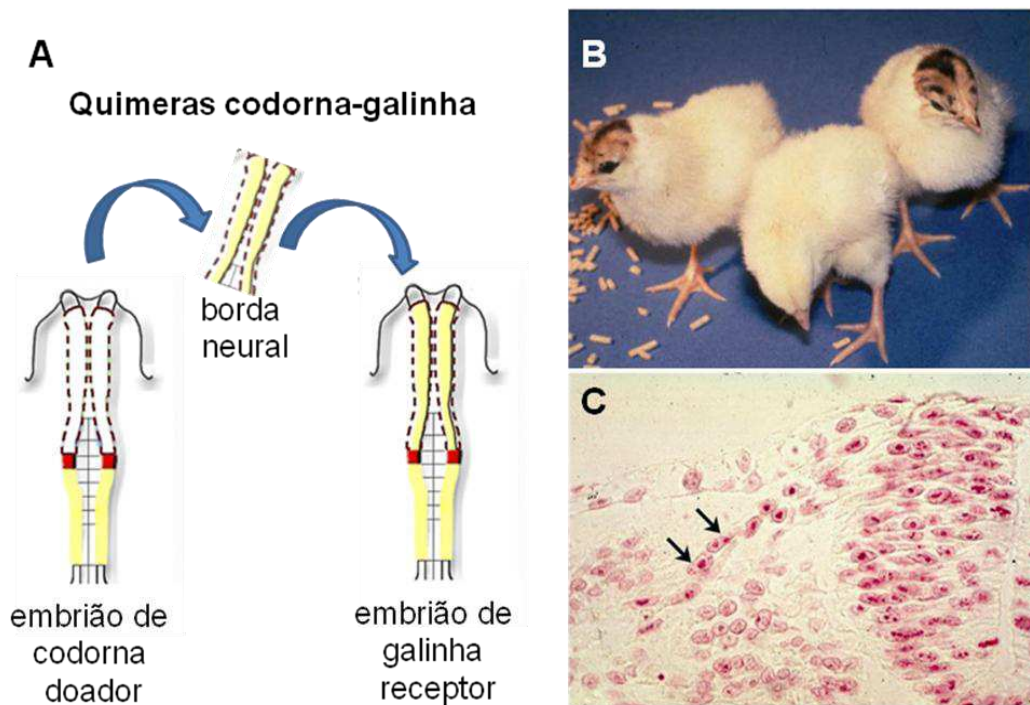 A
Quimeras codorna-galinha
borda
neural
embrião de
codorna
doador
embrião de
galinha
receptor
B
C